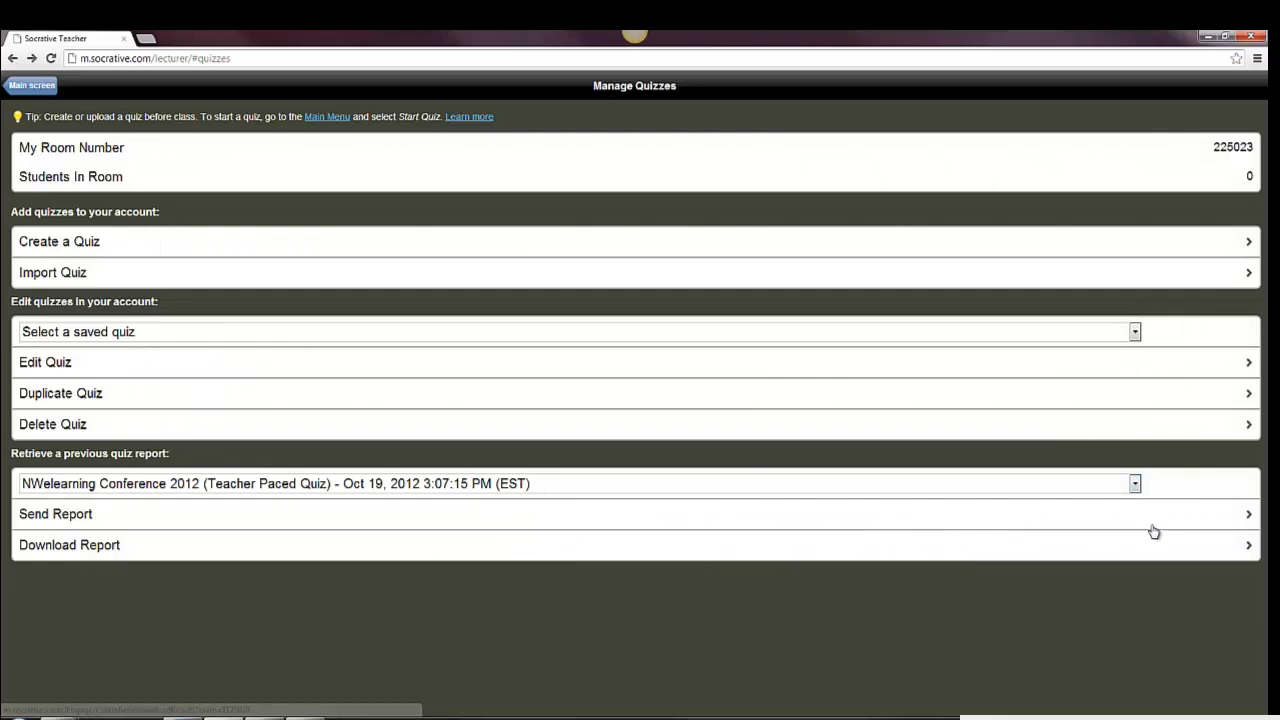 Socrative Teacher
m.socrative.com/lecturer/#quizzes
Main screen
Manage Quizzes
Tip: Create or upload a quiz before class. To start a quiz, go to the Main Menu and select Start Quiz. Learn more
My Room Number 225023
Students In Room 0
Add quizzes to your account:
Create a Quiz
Import Quiz
Edit quizzes in your account:
Select a saved quiz
Edit Quiz
Duplicate Quiz
Delete Quiz
Retrieve a previous quiz report:
NWelearning Conference 2012 (Teacher Paced Quiz) - Oct 19, 2012 3:07:15 PM (EST)
Send Report
Download Report